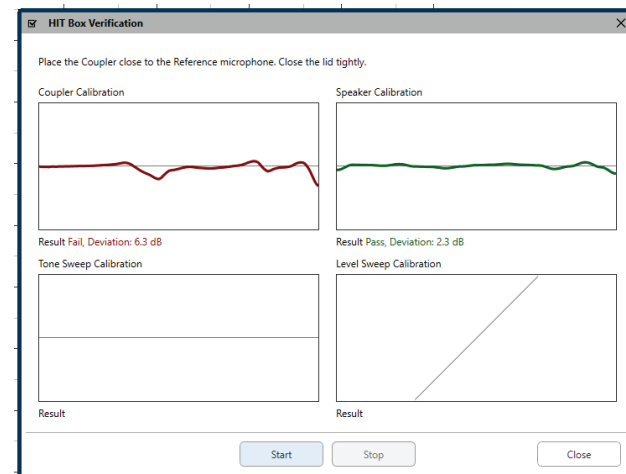 HIT Box Verification
Place the Coupler close to the Reference microphone. Close the lid tightly.
Coupler Calibration
Speaker Calibration
Result Fail, Deviation: 6.3 dB
Result Pass, Deviation: 2.3 dB
Tone Sweep Calibration
Level Sweep Calibration
Result
Result
Start
Stop
Close